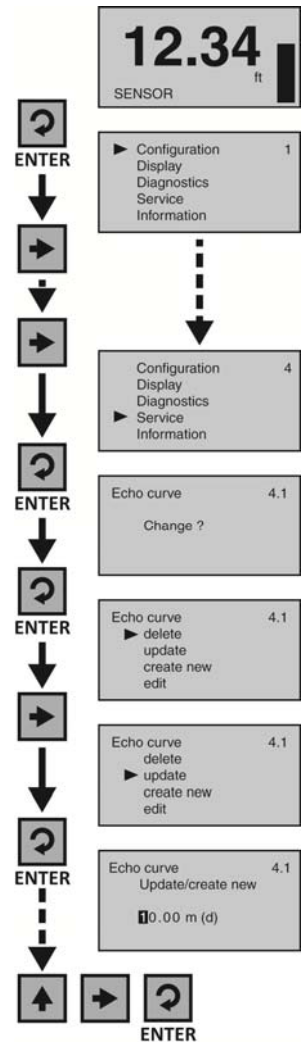 12.34
ft
SENSOR
ENTER
Configuration 1
Display
Diagnostics
Service
Information
Configuration 4
Display
Diagnostics
Service
Information
ENTER
Echo curve 4.1
Change ?
ENTER
Echo curve 4.1
delete
update
create new
edit
Echo curve 4.1
delete
update
create new
edit
ENTER
Echo curve 4.1
Update/create new
10.00 m (d)
ENTER